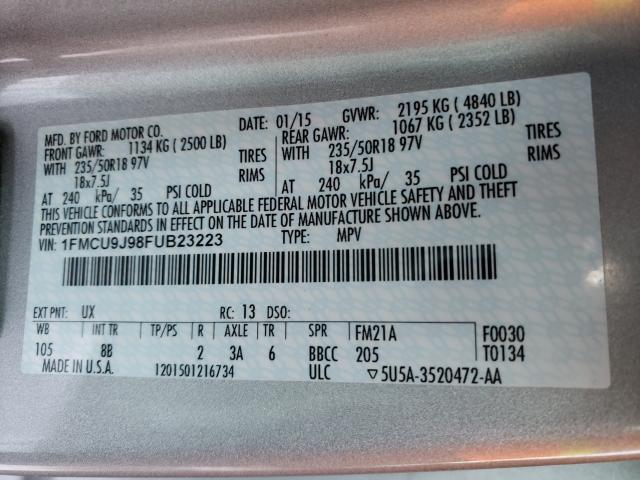 MFD. BY FORD MOTOR CO. DATE: 01/15 GVWR: 2195 KG ( 4840 LB)
FRONT GAWR: 1134 KG ( 2500 LB) REAR GAWR: 1067 KG ( 2352 LB)
WITH 235/50R18 97V TIRES WITH 235/50R18 97V TIRES
18x7.5J RIMS 18x7.5J RIMS
AT 240 kPa/ 35 PSI COLD AT 240 kPa/ 35 PSI COLD
THIS VEHICLE CONFORMS TO ALL APPLICABLE FEDERAL MOTOR VEHICLE SAFETY AND THEFT
PREVENTION STANDARDS IN EFFECT ON THE DATE OF MANUFACTURE SHOWN ABOVE.
VIN: 1FMCU9J98FUB23223 TYPE: MPV
EXT PNT: UX RC: 13 DSO:
WB INT TR TP/PS R AXLE TR SPR FM21A F0030
105 8B 2 3A 6 BBCC 205 T0134
MADE IN U.S.A. 1201501216734 ULC ▽5U5A-3520472-AA